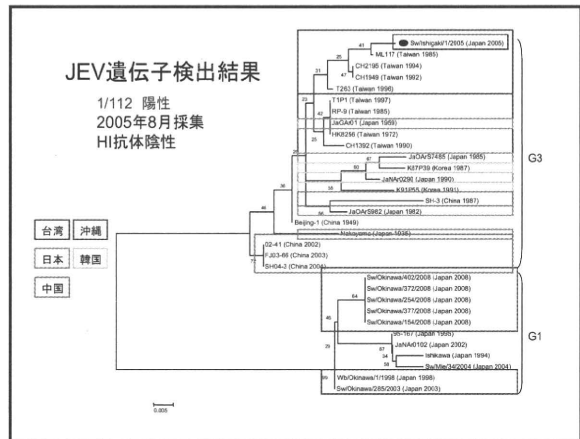 JEV遺伝子検出結果
1/112 陽性
2005年8月採集
HI抗体陰性
台湾 沖縄
日本 韓国
中国
Sw/Ishigaki/1/2005 (Japan 2005)
ML117 (Taiwan 1985)
CH2195 (Taiwan 1994)
CH1949 (Taiwan 1992)
T263 (Taiwan 1996)
T1P1 (Taiwan 1997)
RP-9 (Taiwan 1985)
JaGAr01 (Japan 1959)
HK8256 (Taiwan 1972)
CH1392 (Taiwan 1990)
JaOArS7485 (Japan 1985)
K87P39 (Korea 1987)
JaNAr0290 (Japan 1990)
K91P55 (Korea 1991)
SH-3 (China 1987)
JaOArS982 (Japan 1982)
Beijing-1 (China 1949)
Nakayama (Japan 1935)
02-41 (China 2002)
FJ03-66 (China 2003)
SH04-3 (China 2004)
G3
Sw/Okinawa/402/2008 (Japan 2008)
Sw/Okinawa/372/2008 (Japan 2008)
Sw/Okinawa/254/2008 (Japan 2008)
Sw/Okinawa/377/2008 (Japan 2008)
Sw/Okinawa/154/2008 (Japan 2008)
95-167 (Japan 1995)
JaNAr0102 (Japan 2002)
Ishikawa (Japan 1994)
Sw/Mie/34/2004 (Japan 2004)
Wb/Okinawa/1/1998 (Japan 1998)
Sw/Okinawa/285/2003 (Japan 2003)
G1
0.005